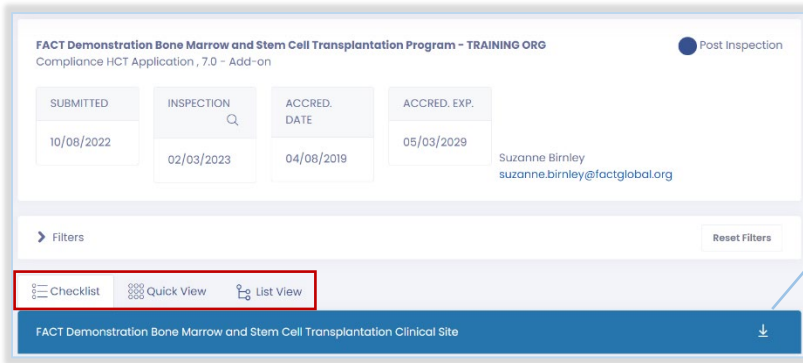 FACT Demonstration Bone Marrow and Stem Cell Transplantation Program - TRAINING ORG
Post Inspection
Compliance HCT Application , 7.0 - Add-on
SUBMITTED
10/08/2022
INSPECTION
02/03/2023
ACCRED. DATE
04/08/2019
ACCRED. EXP.
05/03/2029
Suzanne Birnley
suzanne.birnley@factglobal.org
Filters
Reset Filters
Checklist
Quick View
List View
FACT Demonstration Bone Marrow and Stem Cell Transplantation Clinical Site